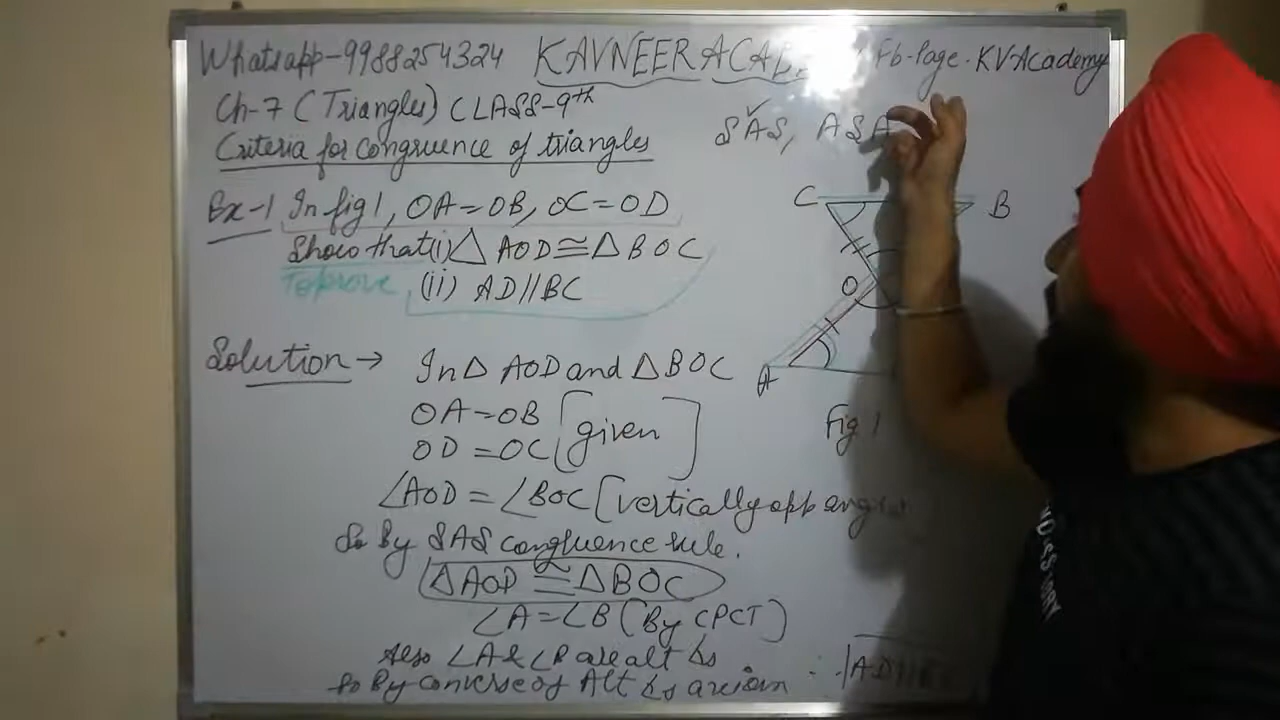 Whatsapp-9988254324 KAVNEER ACAD Fb-Page-KVAcademy
Ch-7 (Triangles) CLASS-9th
Criteria for congruence of triangles
SAS, ASA
Ex-1 In fig 1, OA=OB, OC=OD
Show that (i) △ AOD ≅ △ BOC
To prove (ii) AD//BC
C B
O
A
Fig 1
Solution → In △ AOD and △ BOC
OA=OB [given]
OD=OC
∠AOD = ∠BOC [vertically opp angles
So By SAS congruence rule.
△AOD ≅ △BOC
∠A=∠B (By CPCT)
Also ∠A & ∠B are alt ∠s
So By converse of Alt ∠s axiom ∴ AD//